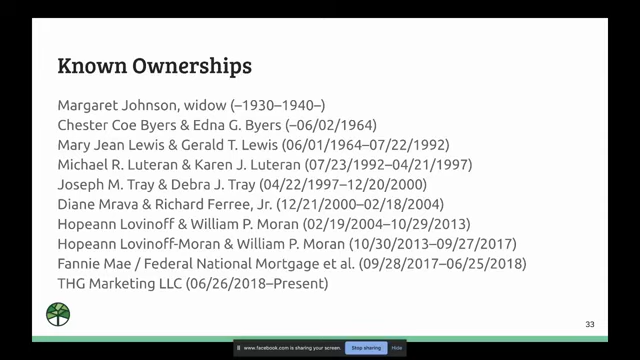 Known Ownerships
Margaret Johnson, widow (–1930–1940–)
Chester Coe Byers & Edna G. Byers (–06/02/1964)
Mary Jean Lewis & Gerald T. Lewis (06/01/1964–07/22/1992)
Michael R. Luteran & Karen J. Luteran (07/23/1992–04/21/1997)
Joseph M. Tray & Debra J. Tray (04/22/1997–12/20/2000)
Diane Mrava & Richard Ferree, Jr. (12/21/2000–02/18/2004)
Hopeann Lovinoff & William P. Moran (02/19/2004–10/29/2013)
Hopeann Lovinoff-Moran & William P. Moran (10/30/2013–09/27/2017)
Fannie Mae / Federal National Mortgage et al. (09/28/2017–06/25/2018)
THG Marketing LLC (06/26/2018–Present)
33
www.facebook.com is sharing your screen. Stop sharing Hide